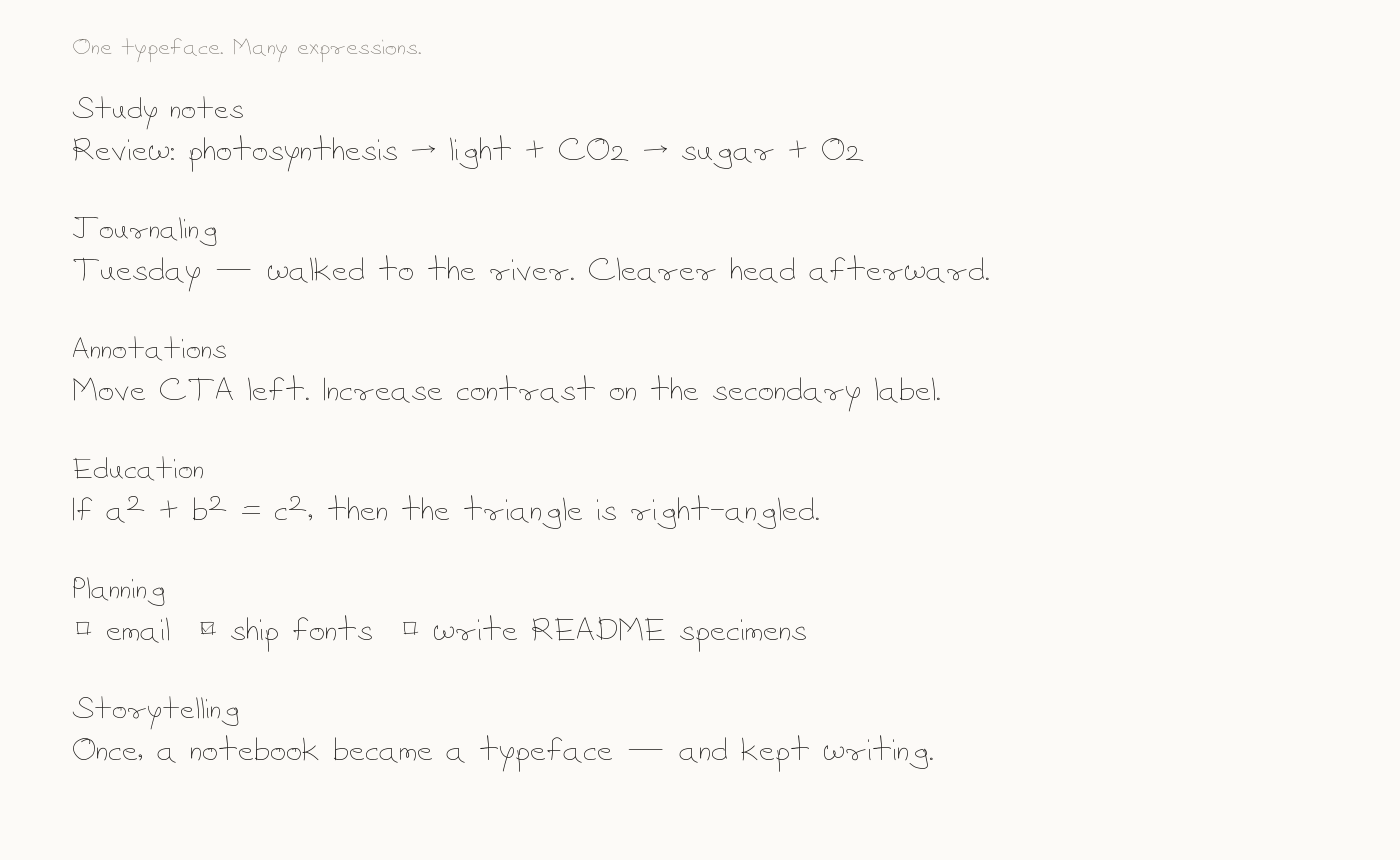 One typeface. Many expressions.
Study notes
Review: photosynthesis → light + CO2 → sugar + O2
Journaling
Tuesday — walked to the river. Clearer head afterward.
Annotations
Move CTA left. Increase contrast on the secondary label.
Education
If a² + b² = c², then the triangle is right-angled.
Planning
☐ email ☑ ship fonts ☐ write README specimens
Storytelling
Once, a notebook became a typeface — and kept writing.